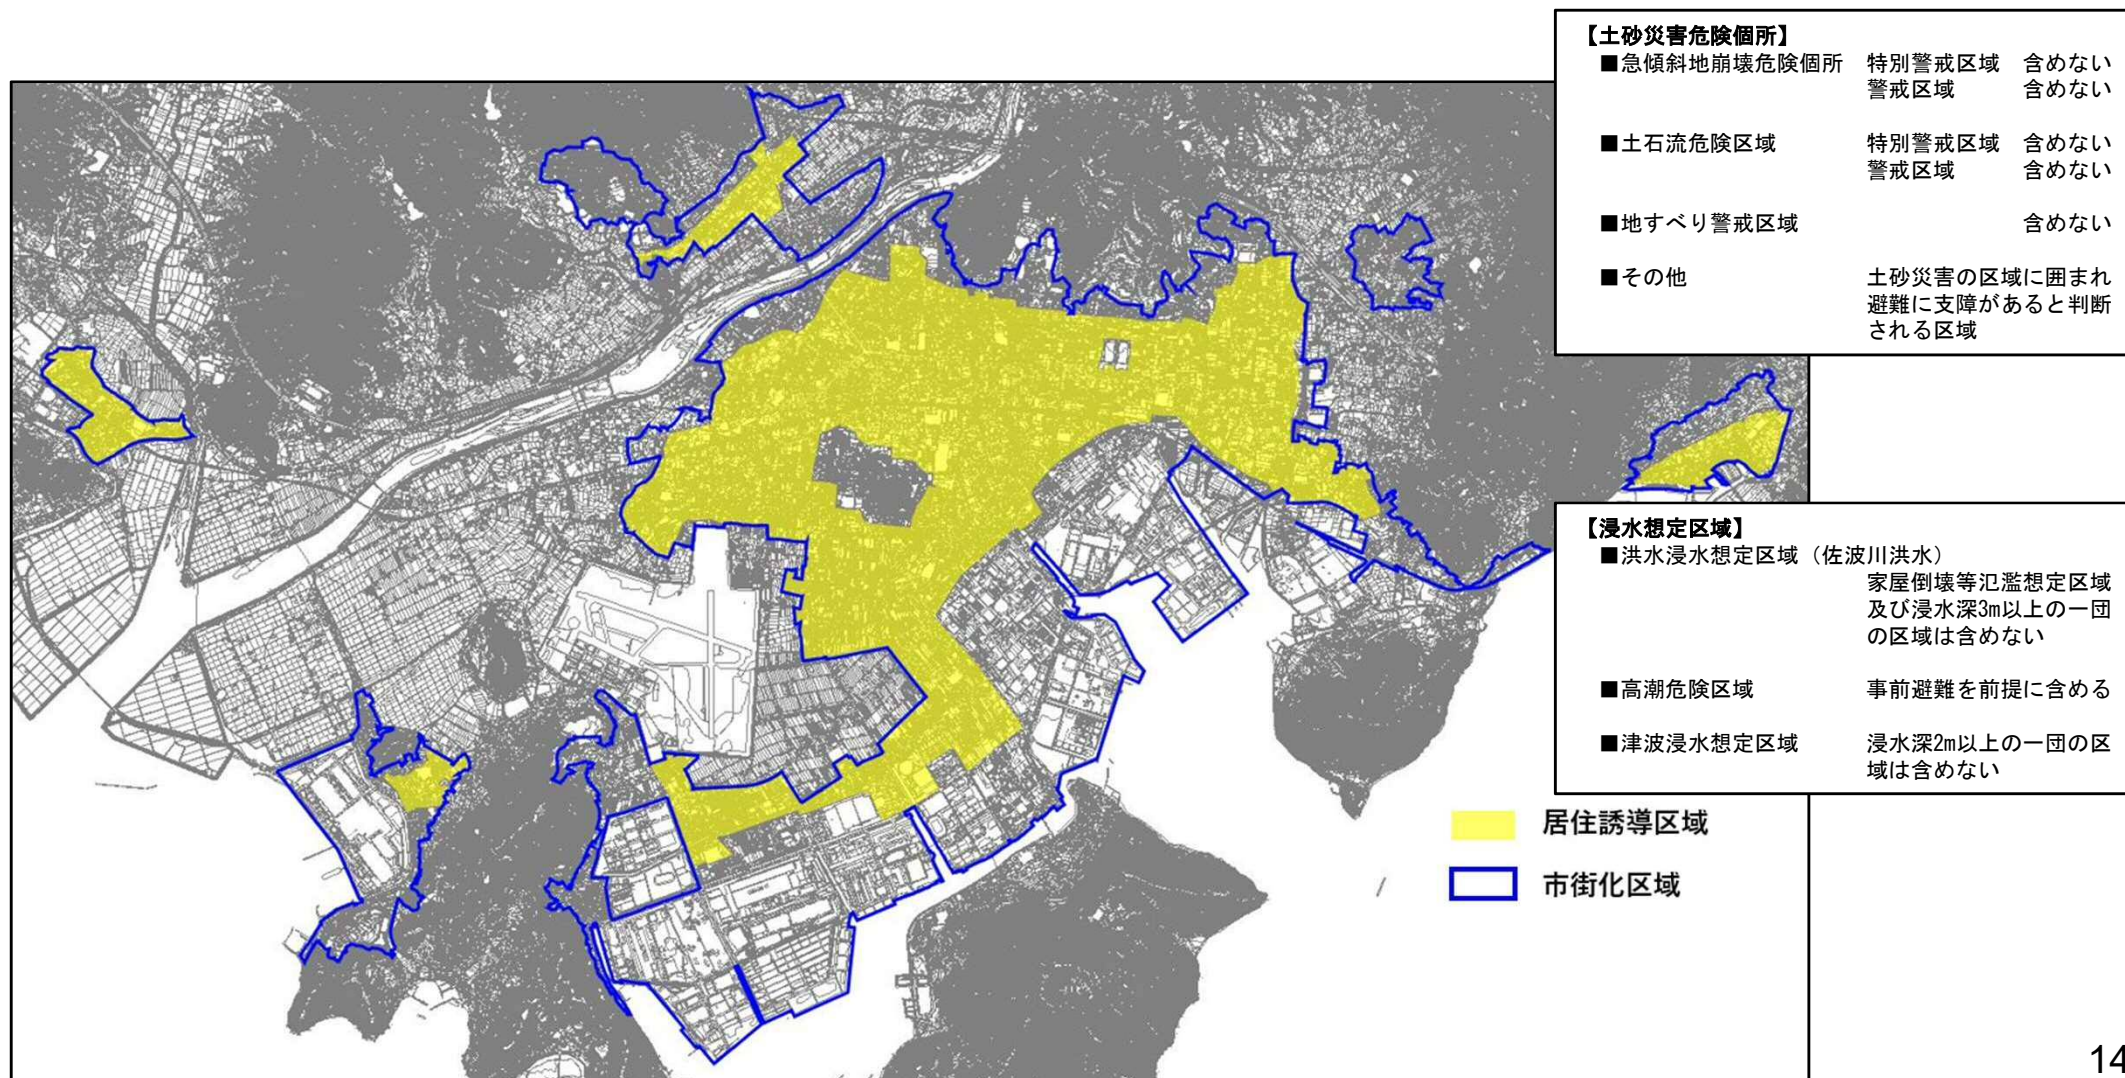 【土砂災害危険個所】
■急傾斜地崩壊危険個所 特別警戒区域 含めない
警戒区域 含めない
■土石流危険区域 特別警戒区域 含めない
警戒区域 含めない
■地すべり警戒区域 含めない
■その他 土砂災害の区域に囲まれ
避難に支障があると判断
される区域
【浸水想定区域】
■洪水浸水想定区域（佐波川洪水）
家屋倒壊等氾濫想定区域
及び浸水深3m以上の一団
の区域は含めない
■高潮危険区域 事前避難を前提に含める
■津波浸水想定区域 浸水深2m以上の一団の区
域は含めない
居住誘導区域
市街化区域
14